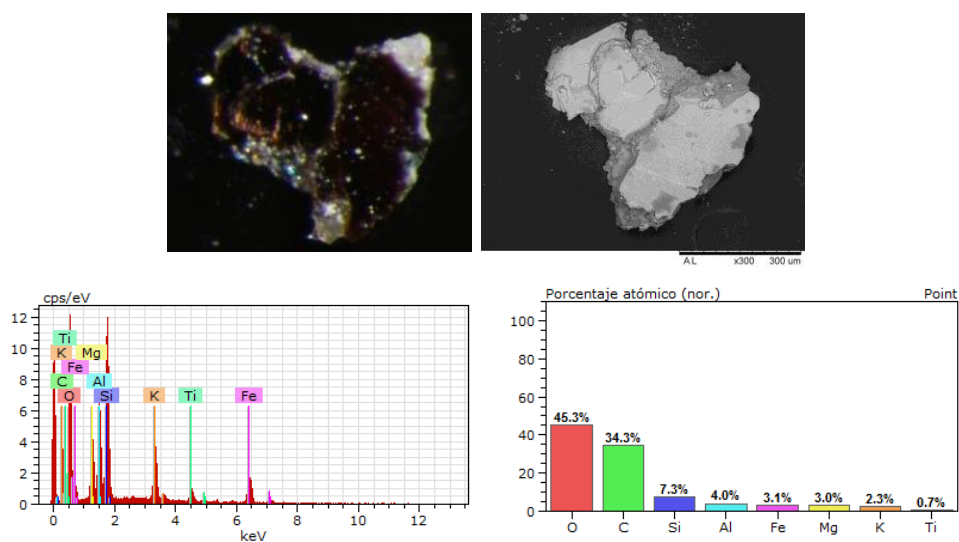 A L x300 300 um
cps/eV
12
10
8
6
4
2
0
Ti
K Mg
Fe
C Al
O Si K Ti Fe
0 2 4 6 8 10 12
keV
Porcentaje atómico (nor.) Point
100
80
60
40
20
0
45.3%
34.3%
7.3%
4.0%
3.1%
3.0%
2.3%
0.7%
O C Si Al Fe Mg K Ti